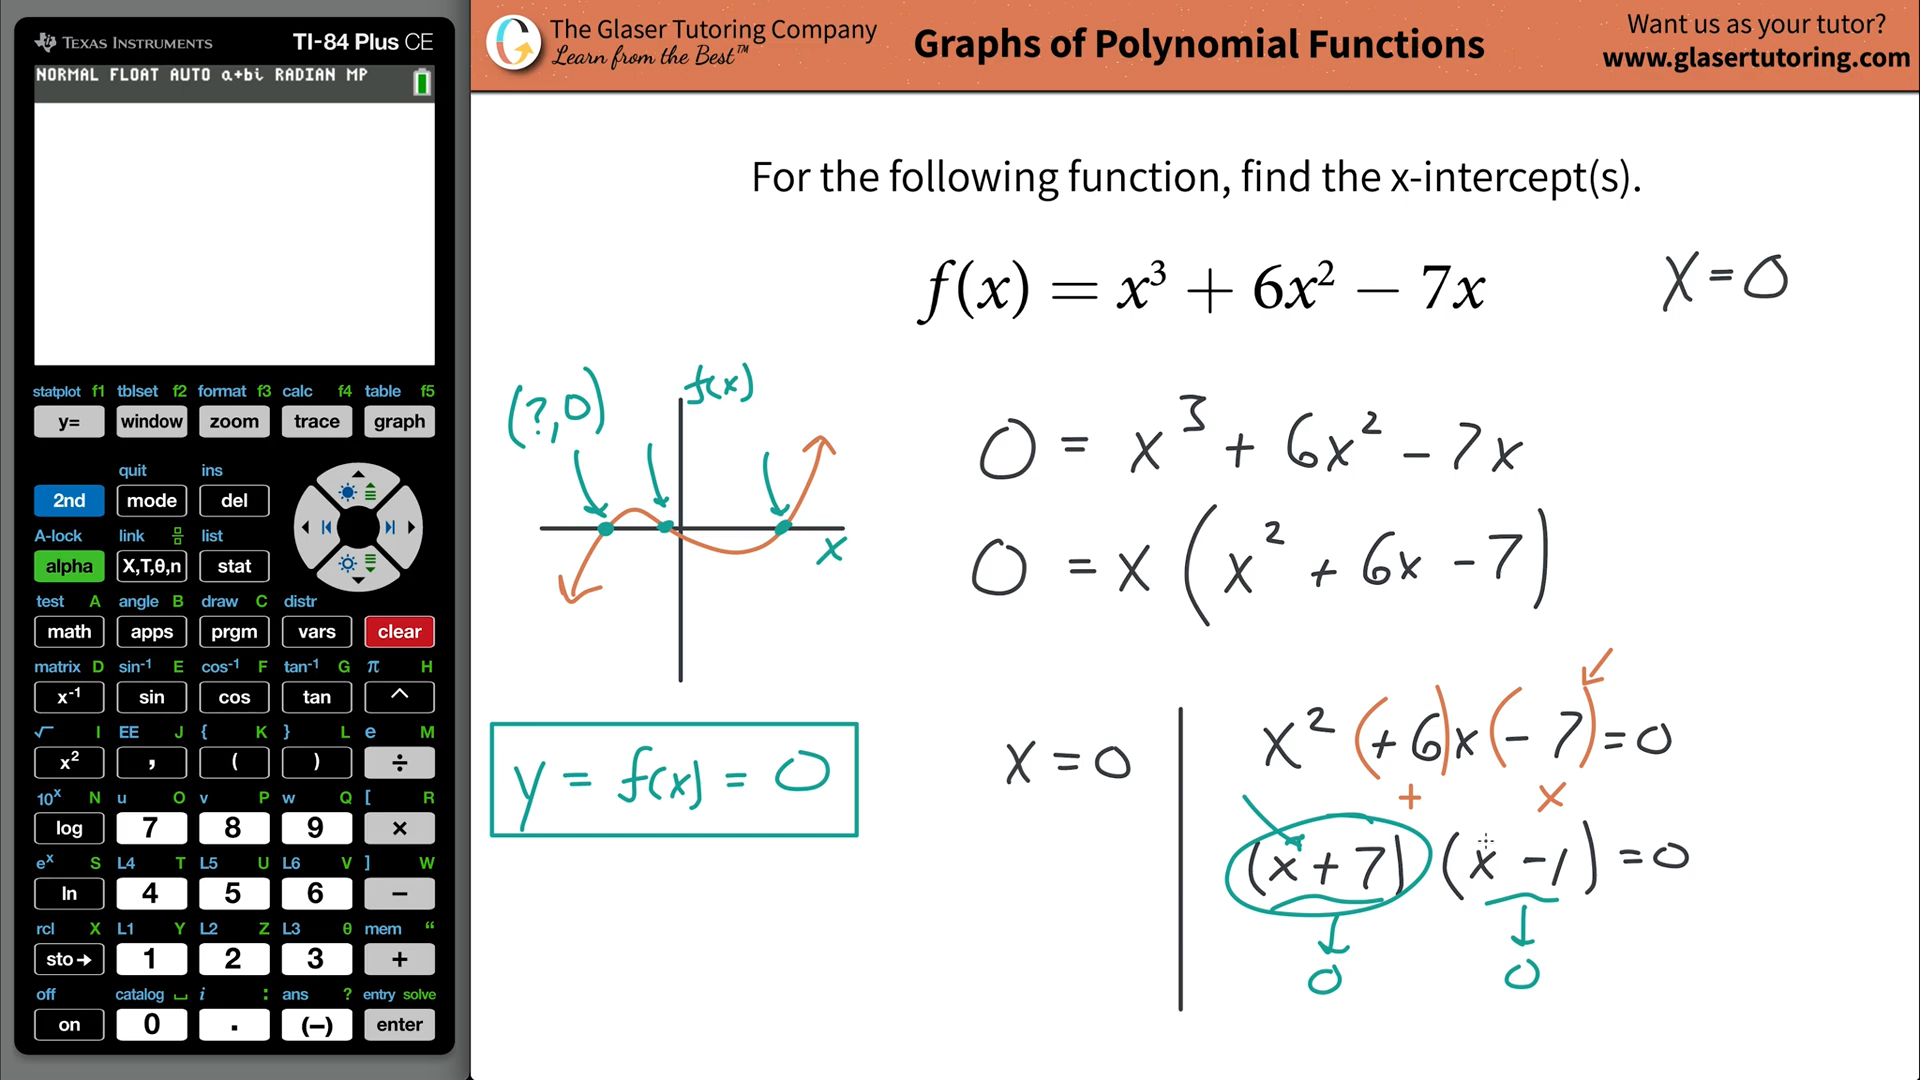 TEXAS INSTRUMENTS TI-84 Plus CE
NORMAL FLOAT AUTO a+bi RADIAN MP
statplot f1 tblset f2 format f3 calc f4 table f5
y= window zoom trace graph
quit ins
2nd mode del
A-lock link list
alpha X,T,θ,n stat
test A angle B draw C distr
math apps prgm vars clear
matrix D sin⁻¹ E cos⁻¹ F tan⁻¹ G π H
x⁻¹ sin cos tan ^
√ I EE J { K } L e M
x² , ( ) ÷
10ˣ N u O v P w Q [ R
log 7 8 9 ×
eˣ S L4 T L5 U L6 V ] W
ln 4 5 6 −
rcl X L1 Y L2 Z L3 θ mem “
sto→ 1 2 3 +
off catalog ␣ i : ans ? entry solve
on 0 . (−) enter
The Glaser Tutoring Company
Learn from the Best™
Graphs of Polynomial Functions
Want us as your tutor?
www.glasertutoring.com
For the following function, find the x-intercept(s).
f(x) = x³ + 6x² − 7x
x = 0
(?,0)
f(x)
x
0 = x³ + 6x² − 7x
0 = x (x² + 6x − 7)
y = f(x) = 0
x = 0
x² (+6)x (−7) = 0
+ ×
(x + 7) (x − 1) = 0
0 0